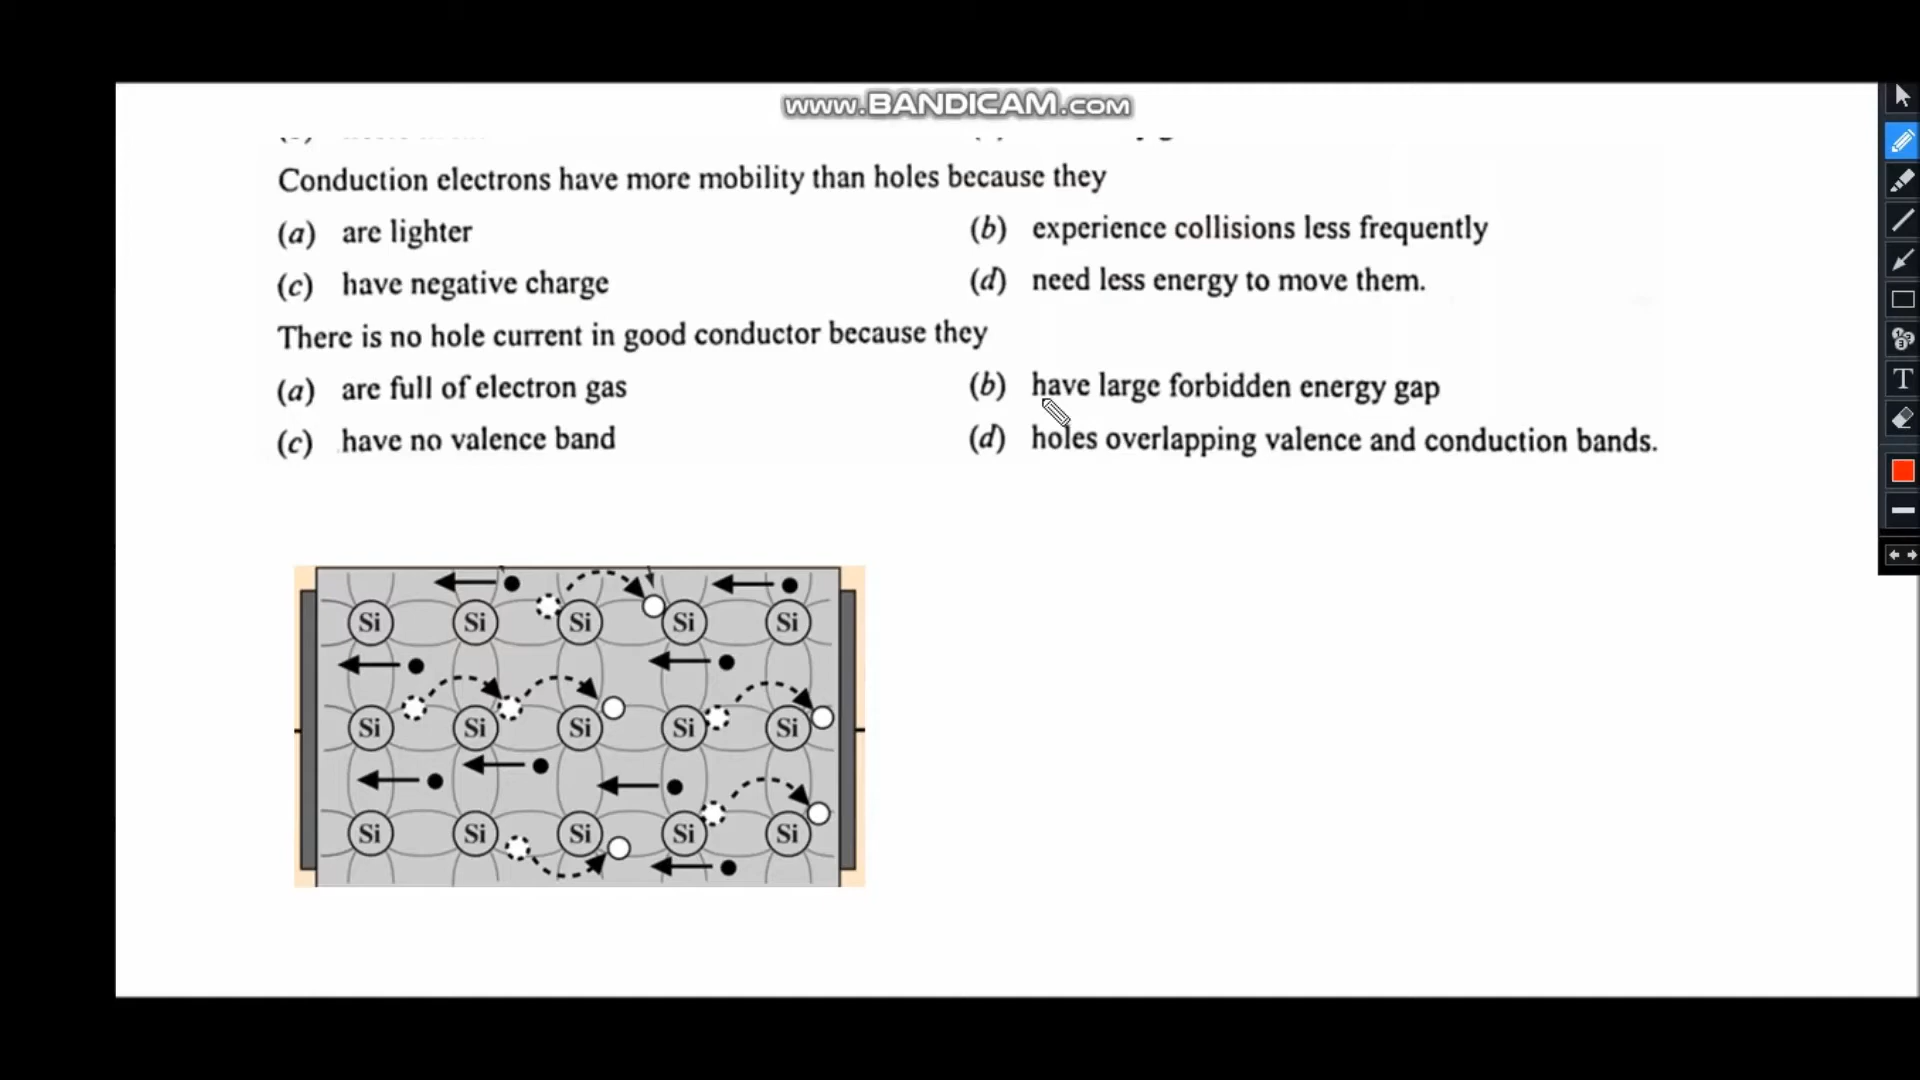 www.BANDICAM.com
Conduction electrons have more mobility than holes because they
(a) are lighter (b) experience collisions less frequently
(c) have negative charge (d) need less energy to move them.
There is no hole current in good conductor because they
(a) are full of electron gas (b) have large forbidden energy gap
(c) have no valence band (d) holes overlapping valence and conduction bands.
Si Si Si Si Si
Si Si Si Si Si
Si Si Si Si Si
T